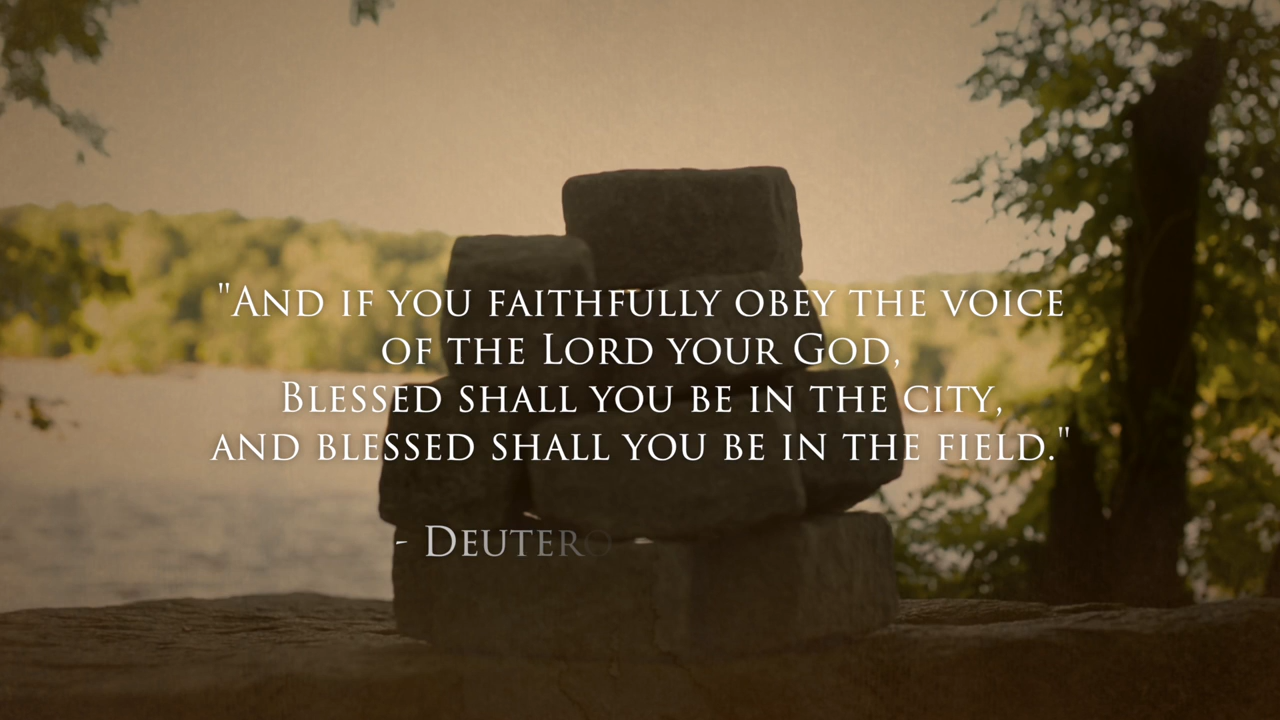 "And if you faithfully obey the voice
of the Lord your God,
Blessed shall you be in the city,
and blessed shall you be in the field."
- Deutero